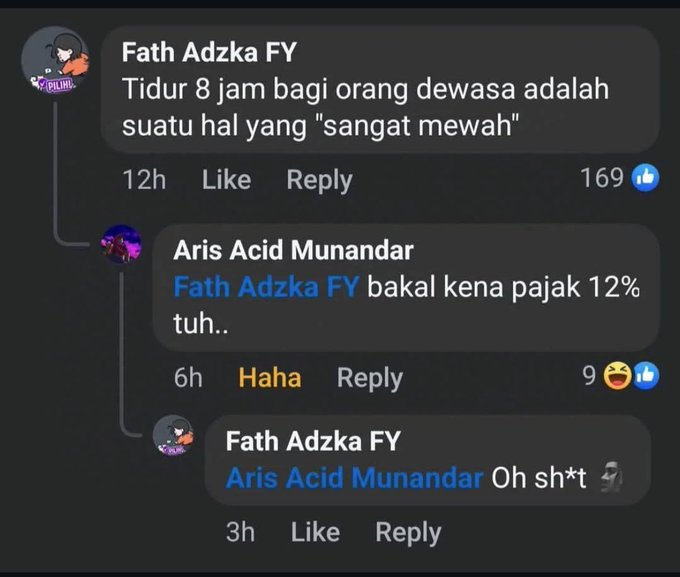 Fath Adzka FY
Tidur 8 jam bagi orang dewasa adalah
suatu hal yang "sangat mewah"
12h Like Reply 169
PILIH!
Aris Acid Munandar
Fath Adzka FY bakal kena pajak 12%
tuh..
6h Haha Reply 9
Fath Adzka FY
Aris Acid Munandar Oh sh*t 🗿
3h Like Reply